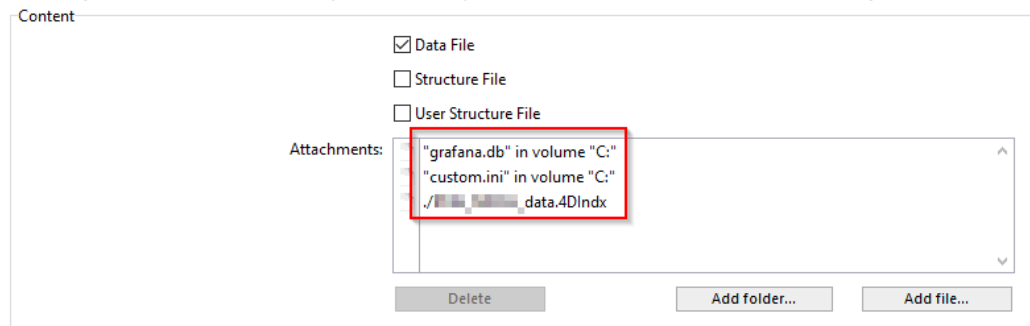 Content
Data File
Structure File
User Structure File
Attachments:
"grafana.db" in volume "C:"
"custom.ini" in volume "C:"
./ _data.4DIndx
Delete Add folder... Add file...